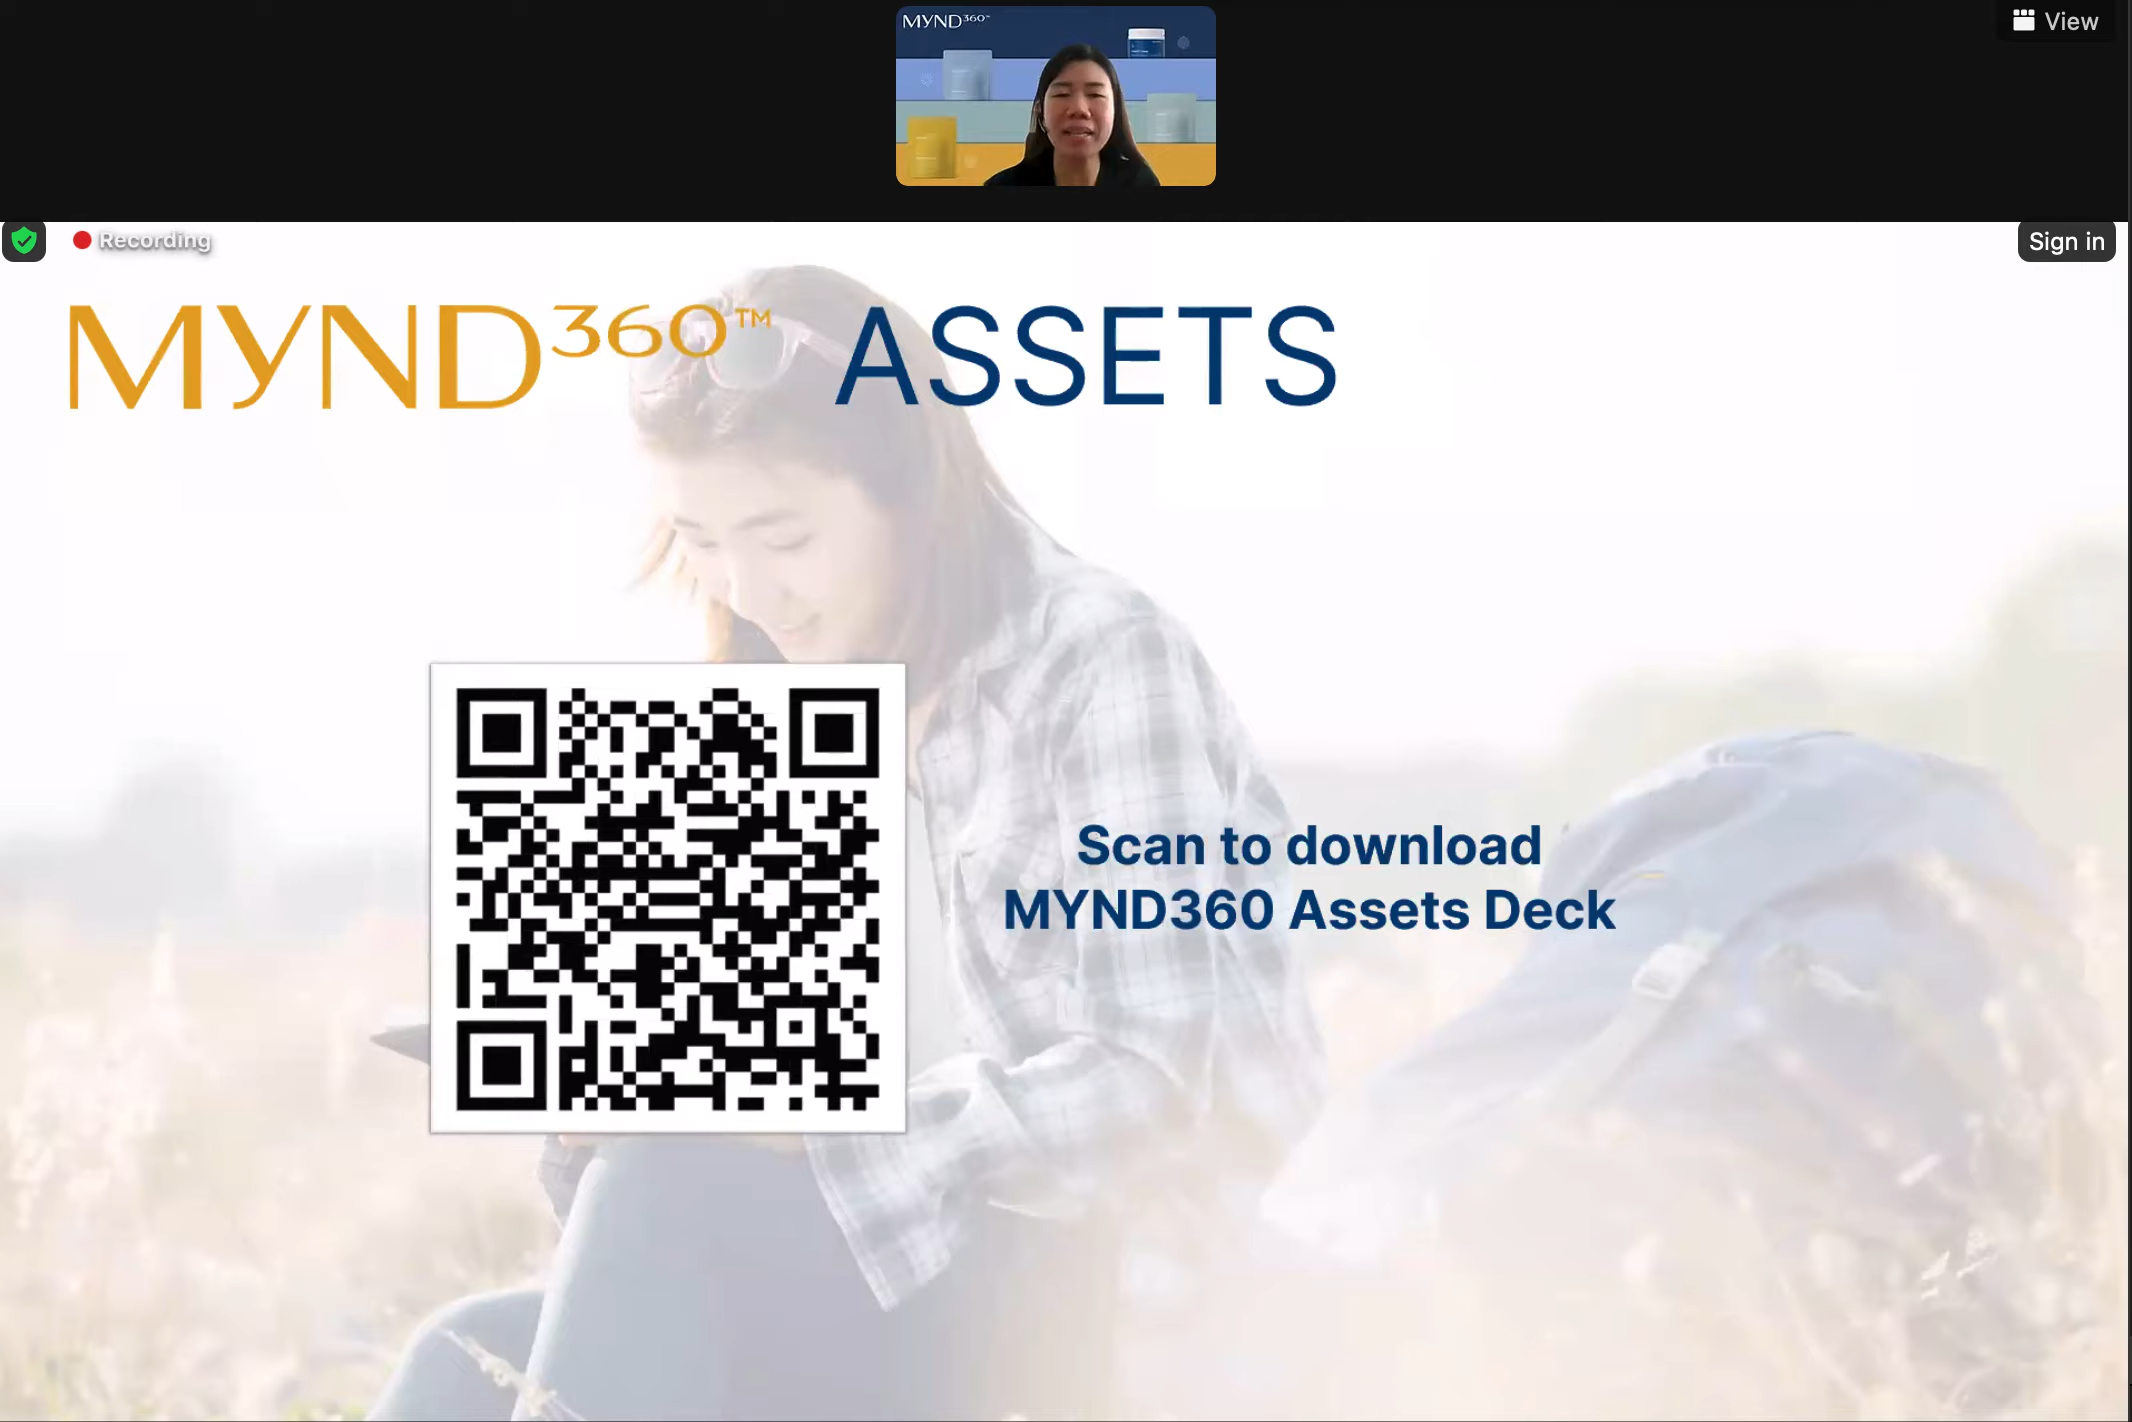 MYND360™
View
Recording
Sign in
MYND360™ ASSETS
Scan to download
MYND360 Assets Deck